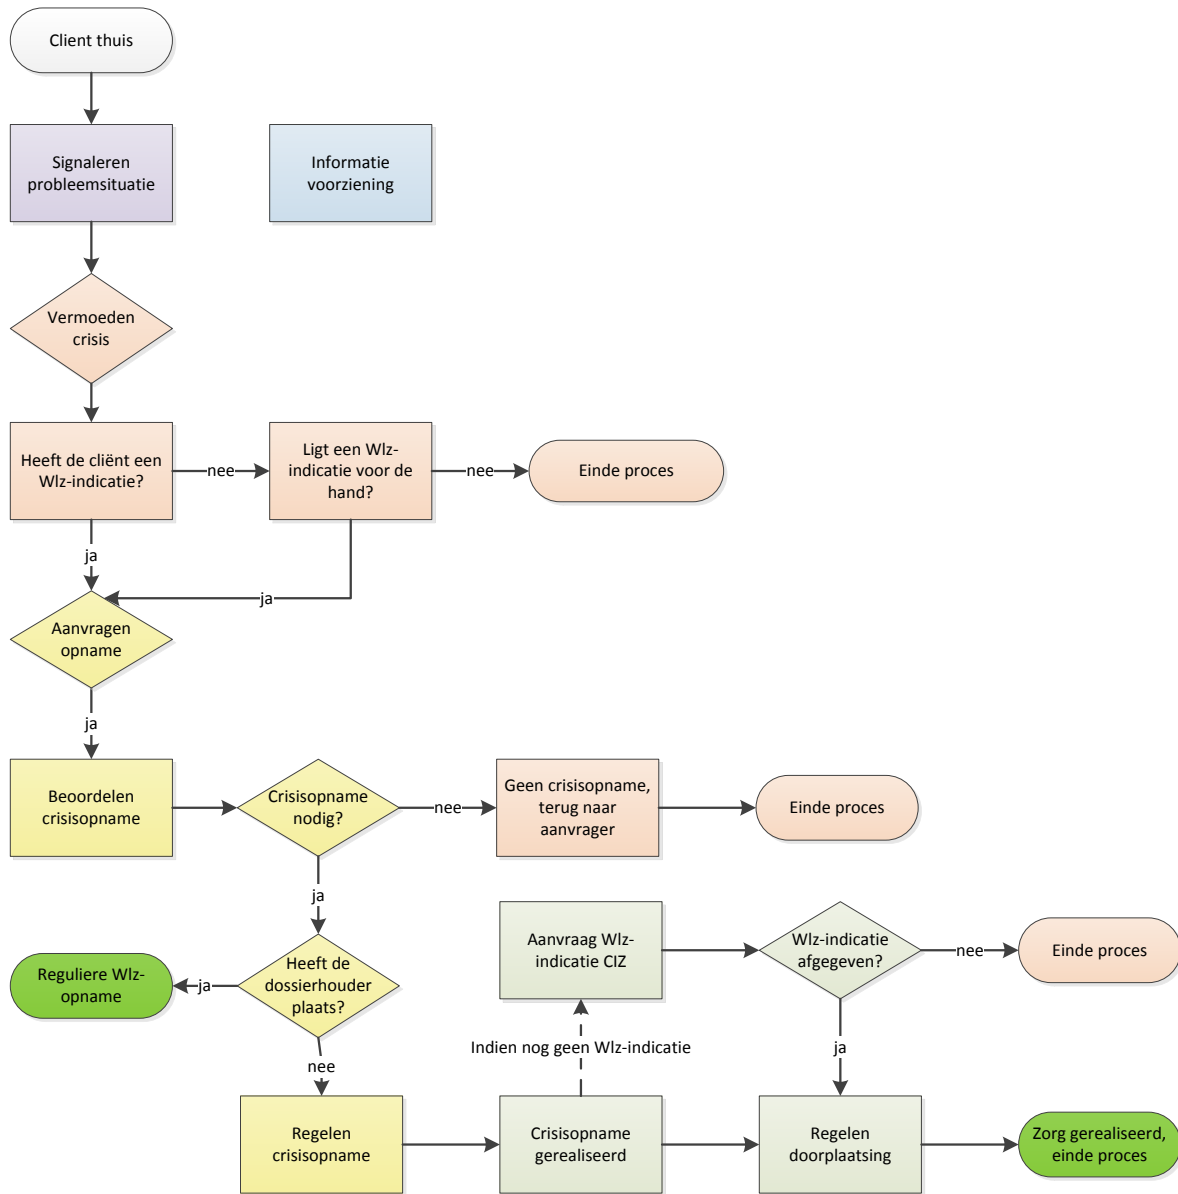 Client thuis
Signaleren
probleemsituatie
Informatie
voorziening
Vermoeden
crisis
Heeft de cliënt een
Wlz-indicatie?
nee
Ligt een Wlz-
indicatie voor de
hand?
nee
Einde proces
ja
ja
Aanvragen
opname
ja
Beoordelen
crisisopname
Crisisopname
nodig?
nee
Geen crisisopname,
terug naar
aanvrager
Einde proces
ja
Heeft de
dossierhouder
plaats?
ja
Reguliere Wlz-
opname
nee
Aanvraag Wlz-
indicatie CIZ
Wlz-indicatie
afgegeven?
nee
Einde proces
Indien nog geen Wlz-indicatie
ja
Regelen
crisisopname
Crisisopname
gerealiseerd
Regelen
doorplaatsing
Zorg gerealiseerd,
einde proces